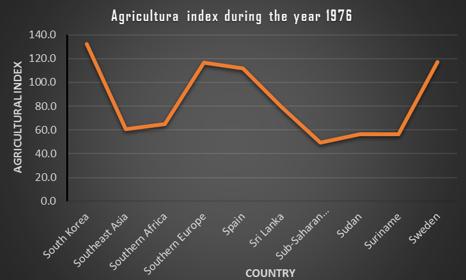 Agricultura index during the year 1976
140.0
120.0
100.0
80.0
60.0
40.0
20.0
0.0
AGRICULTURAL INDEX
South Korea
Southeast Asia
Southern Africa
Southern Europe
Spain
Sri Lanka
Sub-Saharan...
Sudan
Suriname
Sweden
COUNTRY